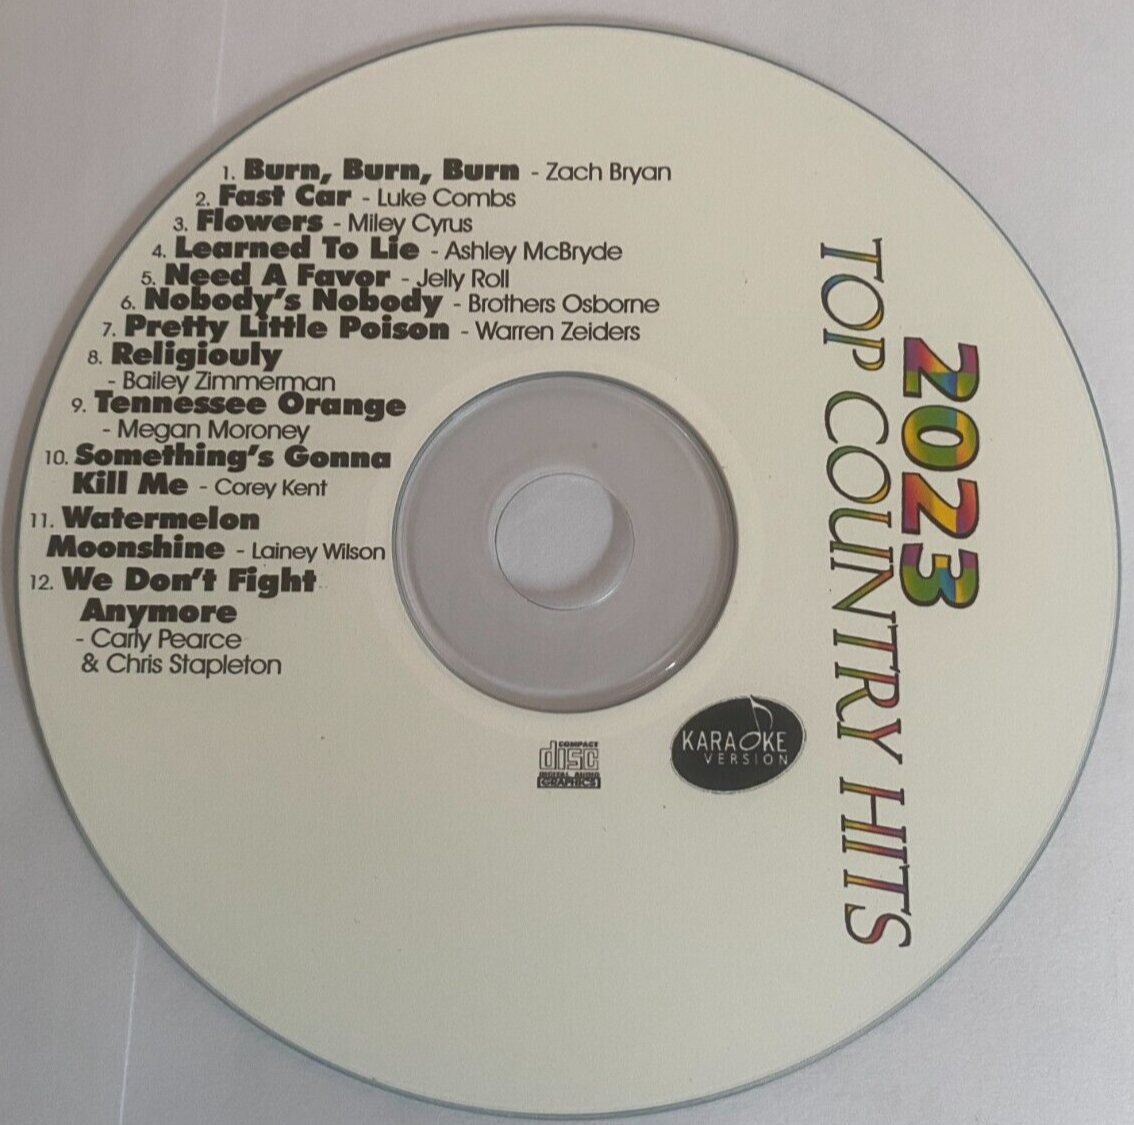 1. Burn, Burn, Burn - Zach Bryan
2. Fast Car - Luke Combs
3. Flowers - Miley Cyrus
4. Learned To Lie - Ashley McBryde
5. Need A Favor - Jelly Roll
6. Nobody's Nobody - Brothers Osborne
7. Pretty Little Poison - Warren Zeiders
8. Religiouly
- Bailey Zimmerman
9. Tennessee Orange
- Megan Moroney
10. Something's Gonna
Kill Me - Corey Kent
11. Watermelon
Moonshine - Lainey Wilson
12. We Don't Fight
Anymore
- Carly Pearce
& Chris Stapleton
2023
TOP COUNTRY HITS
COMPACT
disc
DIGITAL AUDIO
GRAPHICS
KARAOKE
VERSION